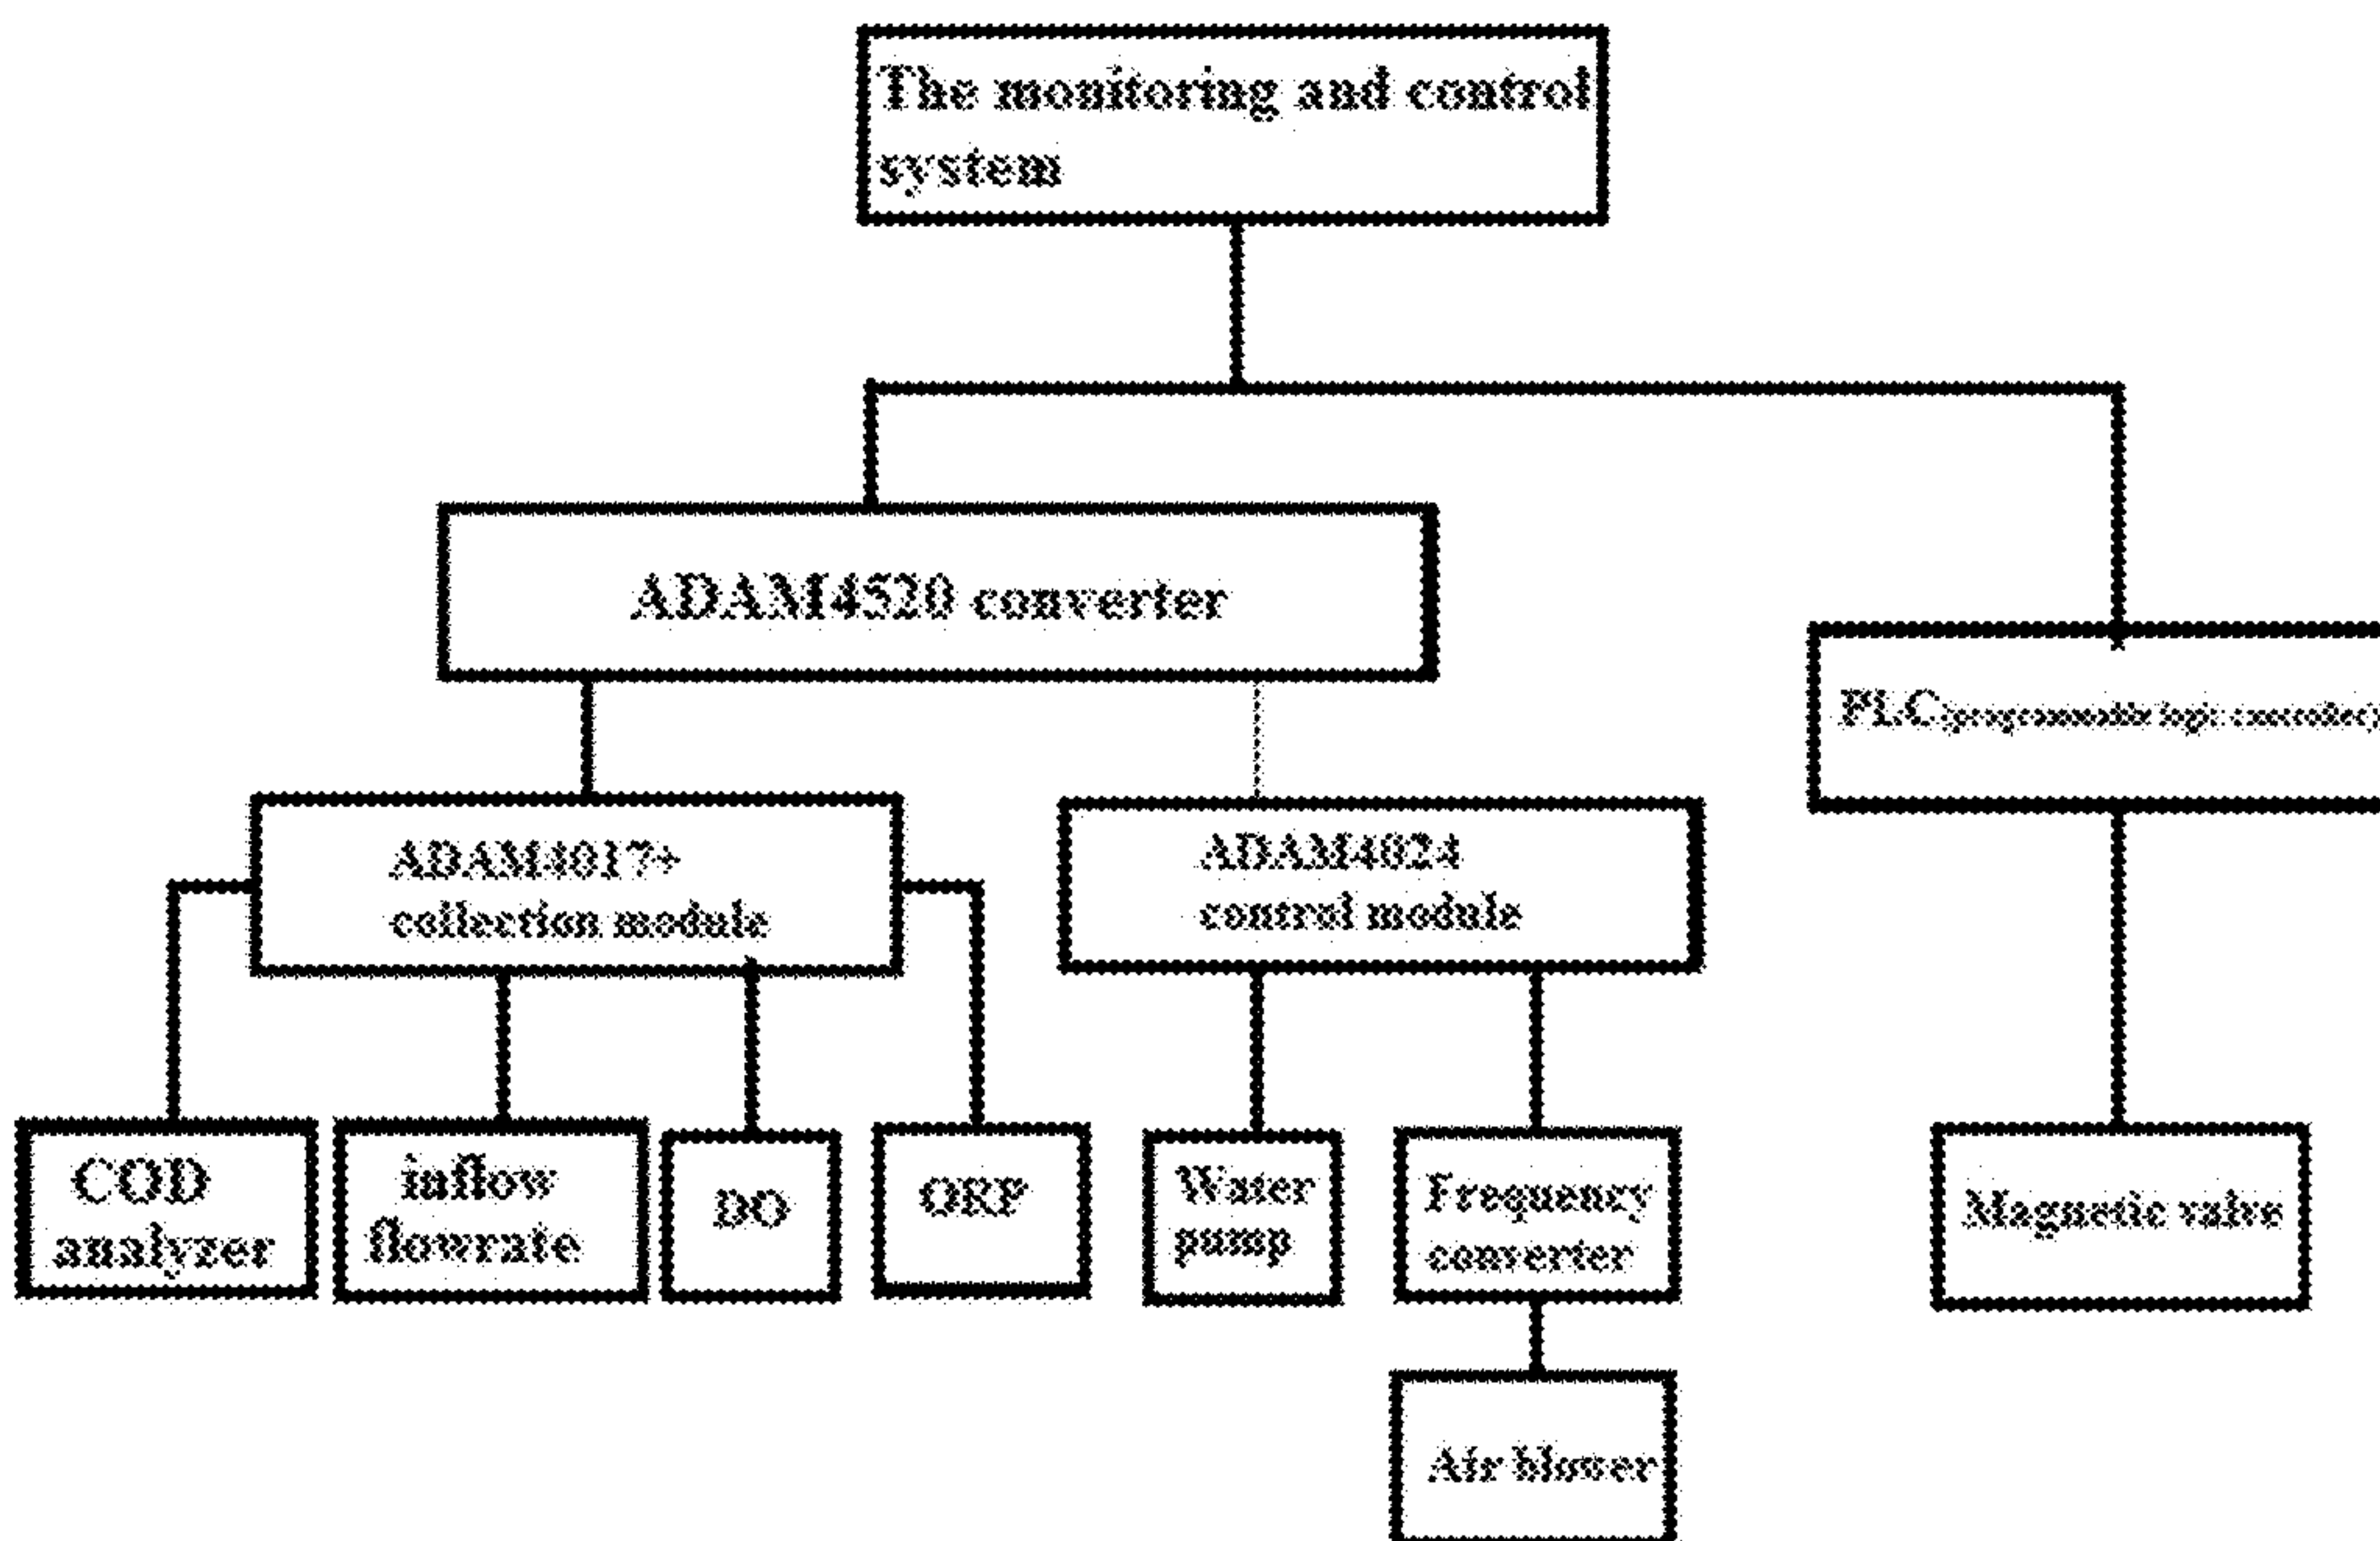 The monitoring and control
system
ADAM4520 converter
PLC
ADAM4017+
collection module
ADAM4024
control module
COD
analyzer
inflow
flowrate
DO
ORP
Water
pump
Frequency
converter
Magnetic valve
Air blower